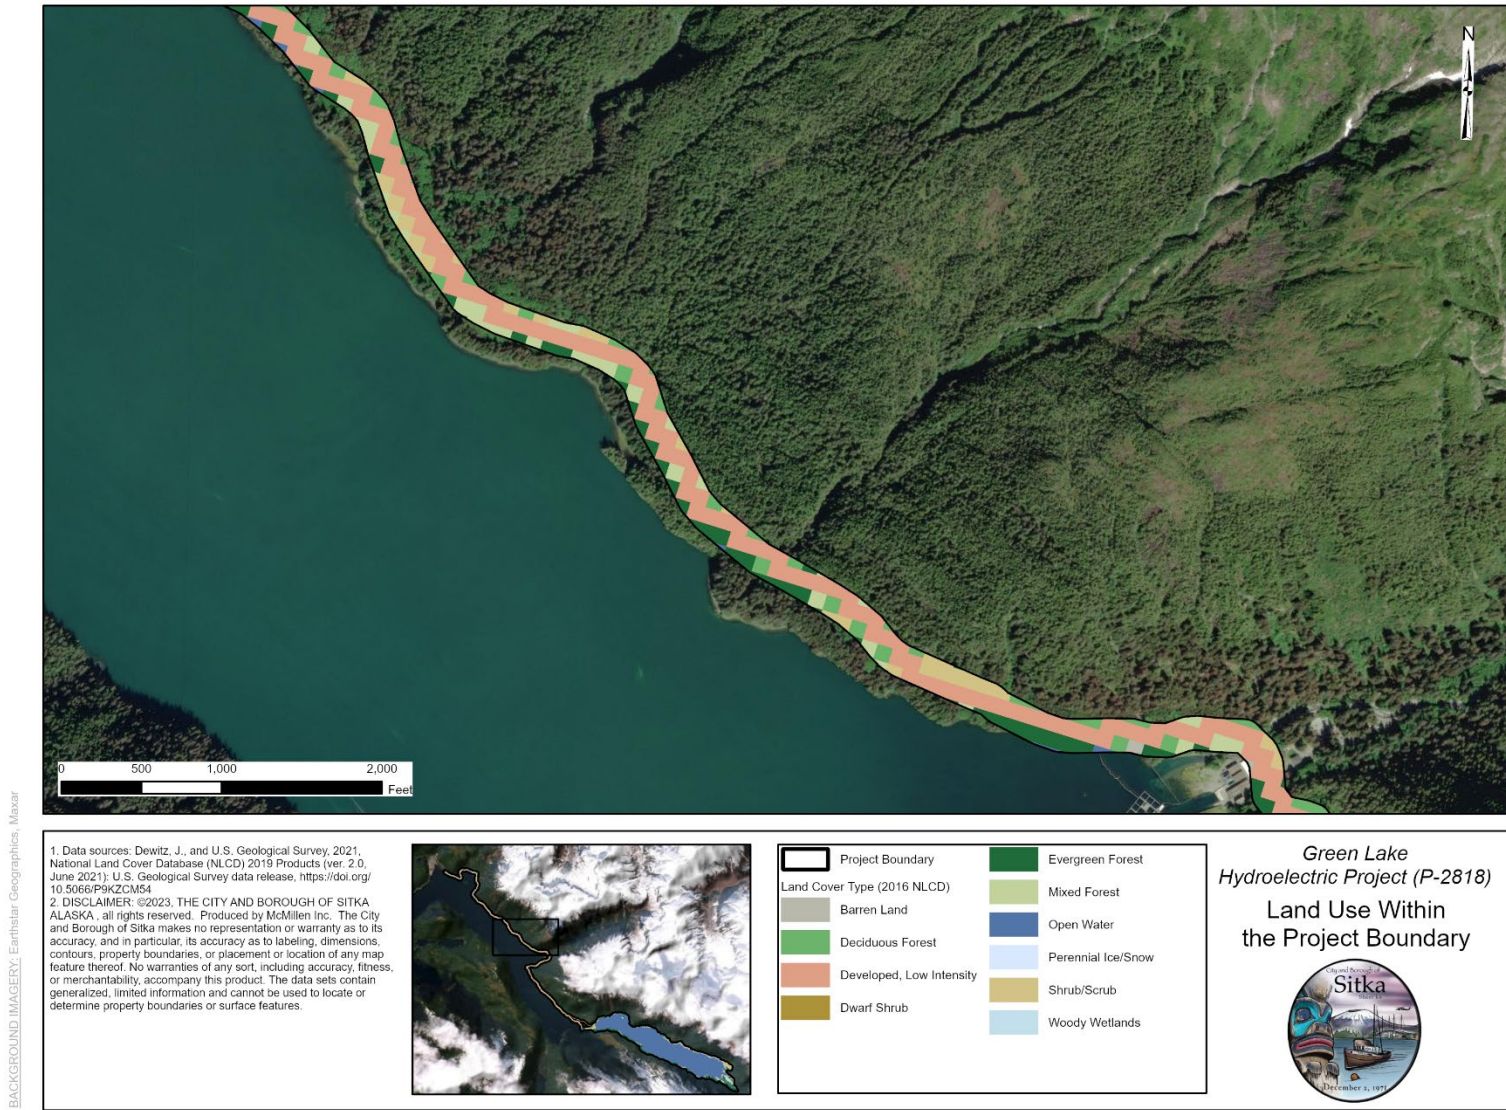 N
0 500 1,000 2,000
Feet
BACKGROUND IMAGERY: Earthstar Geographics, Maxar
1. Data sources: Dewitz, J., and U.S. Geological Survey, 2021,
National Land Cover Database (NLCD) 2019 Products (ver. 2.0,
June 2021): U.S. Geological Survey data release, https://doi.org/
10.5066/P9KZCM54
2. DISCLAIMER: ©2023, THE CITY AND BOROUGH OF SITKA
ALASKA , all rights reserved. Produced by McMillen Inc. The City
and Borough of Sitka makes no representation or warranty as to its
accuracy, and in particular, its accuracy as to labeling, dimensions,
contours, property boundaries, or placement or location of any map
feature thereof. No warranties of any sort, including accuracy, fitness,
or merchantability, accompany this product. The data sets contain
generalized, limited information and cannot be used to locate or
determine property boundaries or surface features.
Project Boundary
Land Cover Type (2016 NLCD)
Barren Land
Deciduous Forest
Developed, Low Intensity
Dwarf Shrub
Evergreen Forest
Mixed Forest
Open Water
Perennial Ice/Snow
Shrub/Scrub
Woody Wetlands
Green Lake
Hydroelectric Project (P-2818)
Land Use Within
the Project Boundary
City and Borough of
Sitka
December 2, 1971